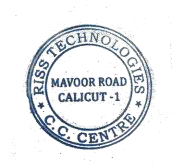 ★ RISS TECHNOLOGIES ★
MAVOOR ROAD
CALICUT -1
C.C. CENTRE